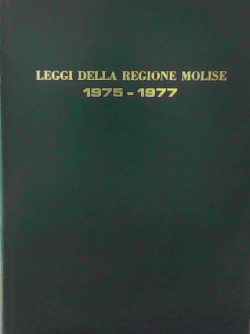 LEGGI DELLA REGIONE MOLISE
1975 - 1977